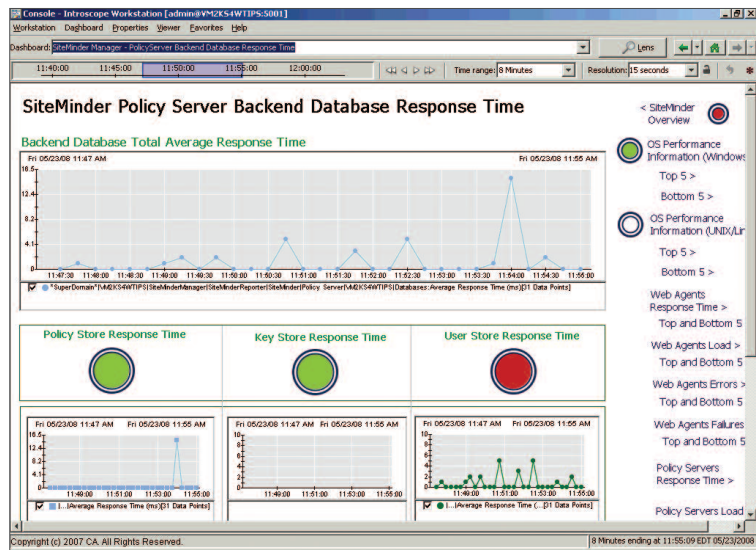 Console - Introscope Workstation [admin@VM2KS4WTIPS:5001]
Workstation Dashboard Properties Viewer Favorites Help
Dashboard: SiteMinder Manager - PolicyServer Backend Database Response Time
Lens
11:40:00 11:45:00 11:50:00 11:55:00 12:00:00
Time range: 8 Minutes
Resolution: 15 seconds
SiteMinder Policy Server Backend Database Response Time
Backend Database Total Average Response Time
Fri 05/23/08 11:47 AM
Fri 05/23/08 11:55 AM
16.5
12.4
8.2
4.1
0
11:47:30 11:48:00 11:48:30 11:49:00 11:49:30 11:50:00 11:50:30 11:51:00 11:51:30 11:52:00 11:52:30 11:53:00 11:53:30 11:54:00 11:54:30 11:55:00
*SuperDomain*|VM2KS4WTIPS|SiteMinderManager|SiteMinderReporter|SiteMinder|Policy Server|VM2KS4WTIPS|Databases:Average Response Time (ms)[31 Data Points]
Policy Store Response Time
Key Store Response Time
User Store Response Time
Fri 05/23/08 11:47 AM Fri 05/23/08 11:55 AM
16.5
12.4
8.2
4.1
0
11:49:00 11:51:00 11:53:00 11:55:00
|...|Average Response Time (ms)[31 Data Points]
Fri 05/23/08 11:47 AM Fri 05/23/08 11:55 AM
10
8
6
4
2
0
11:49:00 11:51:00 11:53:00 11:55:00
Fri 05/23/08 11:47 AM Fri 05/23/08 11:55 AM
10
8
6
4
2
0
11:49:00 11:51:00 11:53:00 11:55:00
|...|Average Response Time (...[31 Data Points]
< SiteMinder
Overview
OS Performance
Information (Windows
Top 5 >
Bottom 5 >
OS Performance
Information (UNIX/Lin
Top 5 >
Bottom 5 >
Web Agents
Response Time >
Top and Bottom 5
Web Agents Load >
Top and Bottom 5
Web Agents Errors >
Top and Bottom 5
Web Agents Failures
Top and Bottom 5
Policy Servers
Response Time >
Policy Servers Load
Copyright (c) 2007 CA. All Rights Reserved.
8 Minutes ending at 11:55:09 EDT 05/23/2008